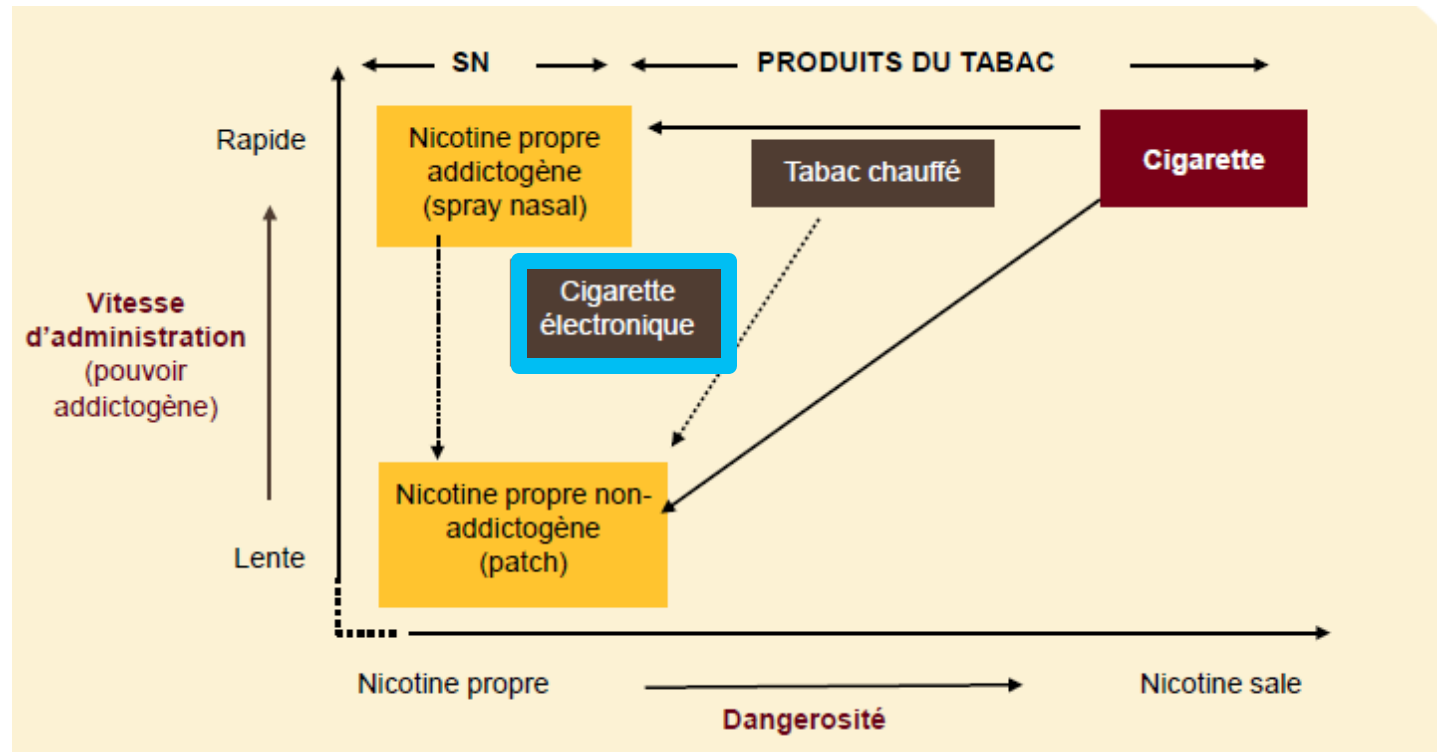 SN
PRODUITS DU TABAC
Rapide
Nicotine propre
addictogène
(spray nasal)
Tabac chauffé
Cigarette
Cigarette
électronique
Vitesse
d'administration
(pouvoir
addictogène)
Nicotine propre non-
addictogène
(patch)
Lente
Nicotine propre
Nicotine sale
Dangerosité